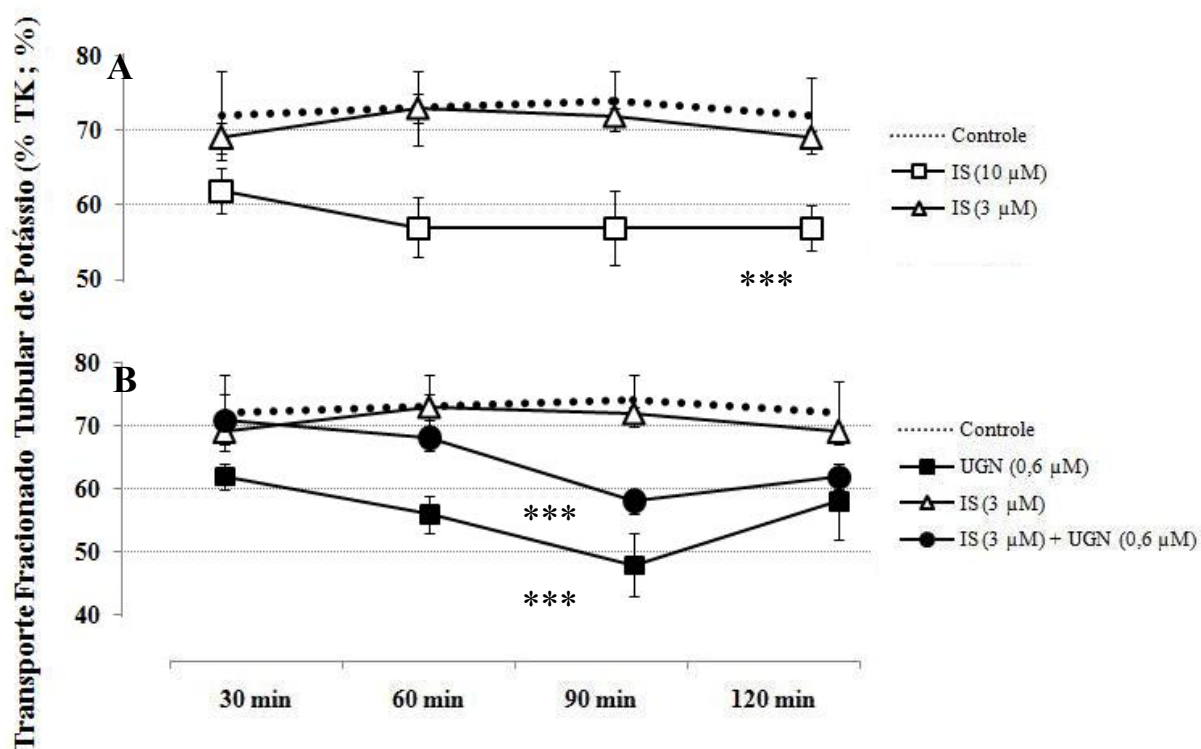 Transporte Fracionado Tubular de Potássio (% TK ; %)
A
80
70
60
50
***
Controle
IS (10 µM)
IS (3 µM)
B
80
70
60
50
40
***
***
Controle
UGN (0,6 µM)
IS (3 µM)
IS (3 µM) + UGN (0,6 µM)
30 min 60 min 90 min 120 min